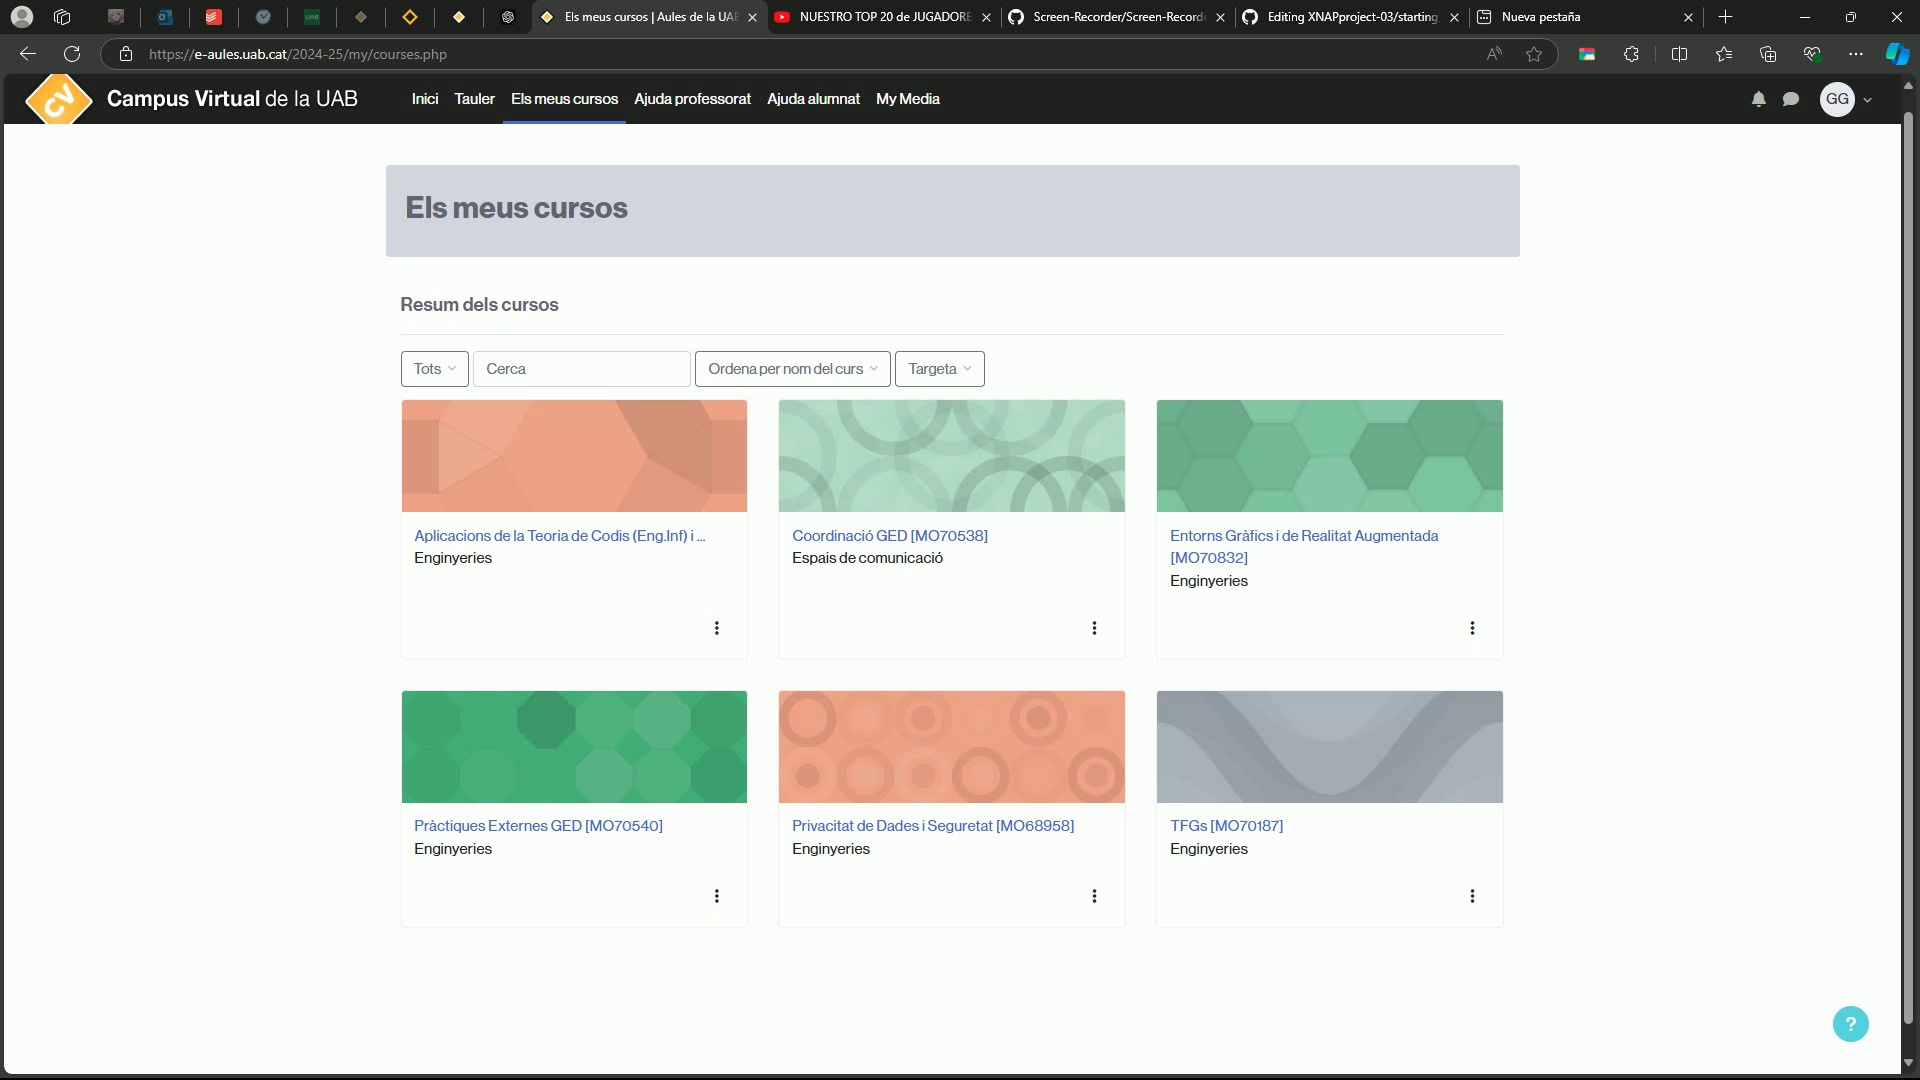 Els meus cursos | Aules de la UAB
NUESTRO TOP 20 de JUGADORE
Screen-Recorder/Screen-Recorde
Editing XNAPproject-03/starting
Nueva pestaña
https://e-aules.uab.cat/2024-25/my/courses.php
CV
Campus Virtual de la UAB
Inici
Tauler
Els meus cursos
Ajuda professorat
Ajuda alumnat
My Media
GG
Els meus cursos
Resum dels cursos
Tots
Cerca
Ordena per nom del curs
Targeta
Aplicacions de la Teoria de Codis (Eng.Inf) i ...
Enginyeries
Coordinació GED [MO70538]
Espais de comunicació
Entorns Gràfics i de Realitat Augmentada
[MO70832]
Enginyeries
Pràctiques Externes GED [MO70540]
Enginyeries
Privacitat de Dades i Seguretat [MO68958]
Enginyeries
TFGs [MO70187]
Enginyeries
?